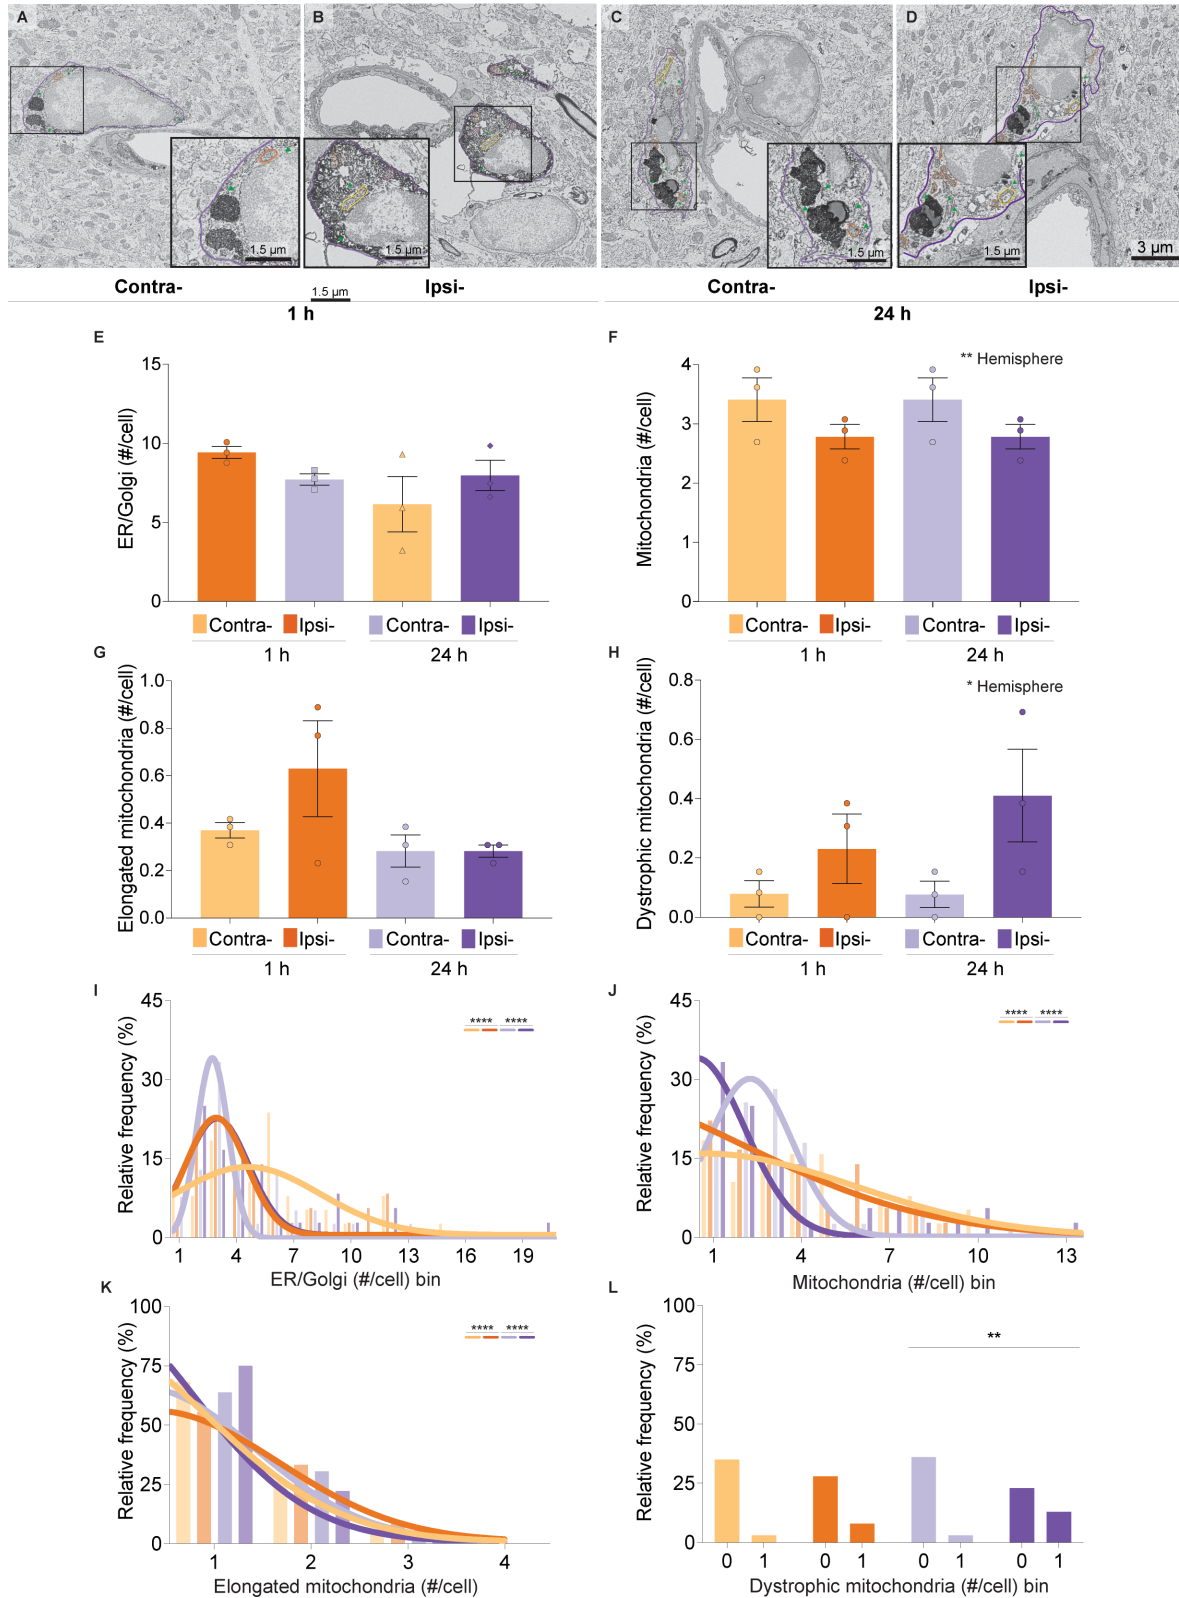 A
B
C
D
1.5 µm
1.5 µm
1.5 µm
1.5 µm
3 µm
Contra-
1.5 µm
Ipsi-
Contra-
Ipsi-
1 h
24 h
E
15
10
5
0
ER/Golgi (#/cell)
Contra-
Ipsi-
Contra-
Ipsi-
1 h
24 h
F
** Hemisphere
4
3
2
1
0
Mitochondria (#/cell)
Contra-
Ipsi-
Contra-
Ipsi-
1 h
24 h
G
1.0
0.8
0.6
0.4
0.2
0.0
Elongated mitochondria (#/cell)
Contra-
Ipsi-
Contra-
Ipsi-
1 h
24 h
H
* Hemisphere
0.8
0.6
0.4
0.2
0.0
Dystrophic mitochondria (#/cell)
Contra-
Ipsi-
Contra-
Ipsi-
1 h
24 h
I
45
30
15
0
Relative frequency (%)
**** ****
1 4 7 10 13 16 19
ER/Golgi (#/cell) bin
J
45
30
15
0
Relative frequency (%)
**** ****
1 4 7 10 13
Mitochondria (#/cell) bin
K
100
75
50
25
0
Relative frequency (%)
**** ****
1 2 3 4
Elongated mitochondria (#/cell)
L
100
75
50
25
0
Relative frequency (%)
**
0 1 0 1 0 1 0 1
Dystrophic mitochondria (#/cell) bin